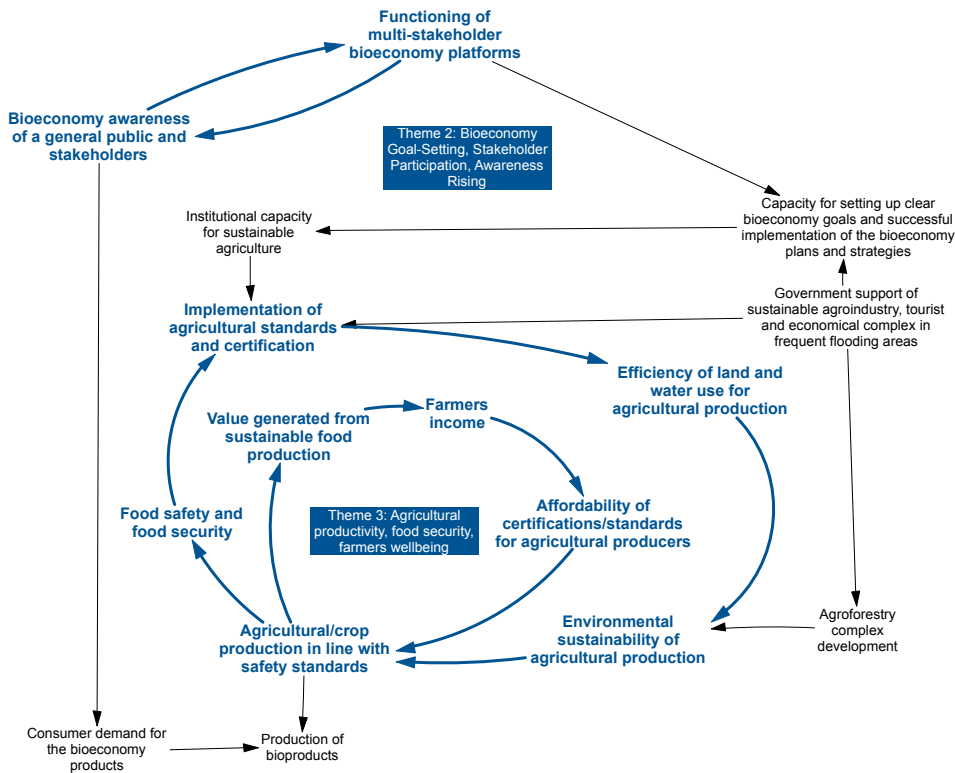 Functioning of
multi-stakeholder
bioeconomy platforms
Bioeconomy awareness
of a general public and
stakeholders
Theme 2: Bioeconomy
Goal-Setting, Stakeholder
Participation, Awareness
Rising
Capacity for setting up clear
bioeconomy goals and successful
implementation of the bioeconomy
plans and strategies
Institutional capacity
for sustainable
agriculture
Government support of
sustainable agroindustry, tourist
and economical complex in
frequent flooding areas
Implementation of
agricultural standards
and certification
Efficiency of land and
water use for
agricultural production
Value generated from
sustainable food
production
Farmers
income
Food safety and
food security
Theme 3: Agricultural
productivity, food security,
farmers wellbeing
Affordability of
certifications/standards
for agricultural producers
Agricultural/crop
production in line with
safety standards
Environmental
sustainability of
agricultural production
Agroforestry
complex
development
Consumer demand for
the bioeconomy
products
Production of
bioproducts